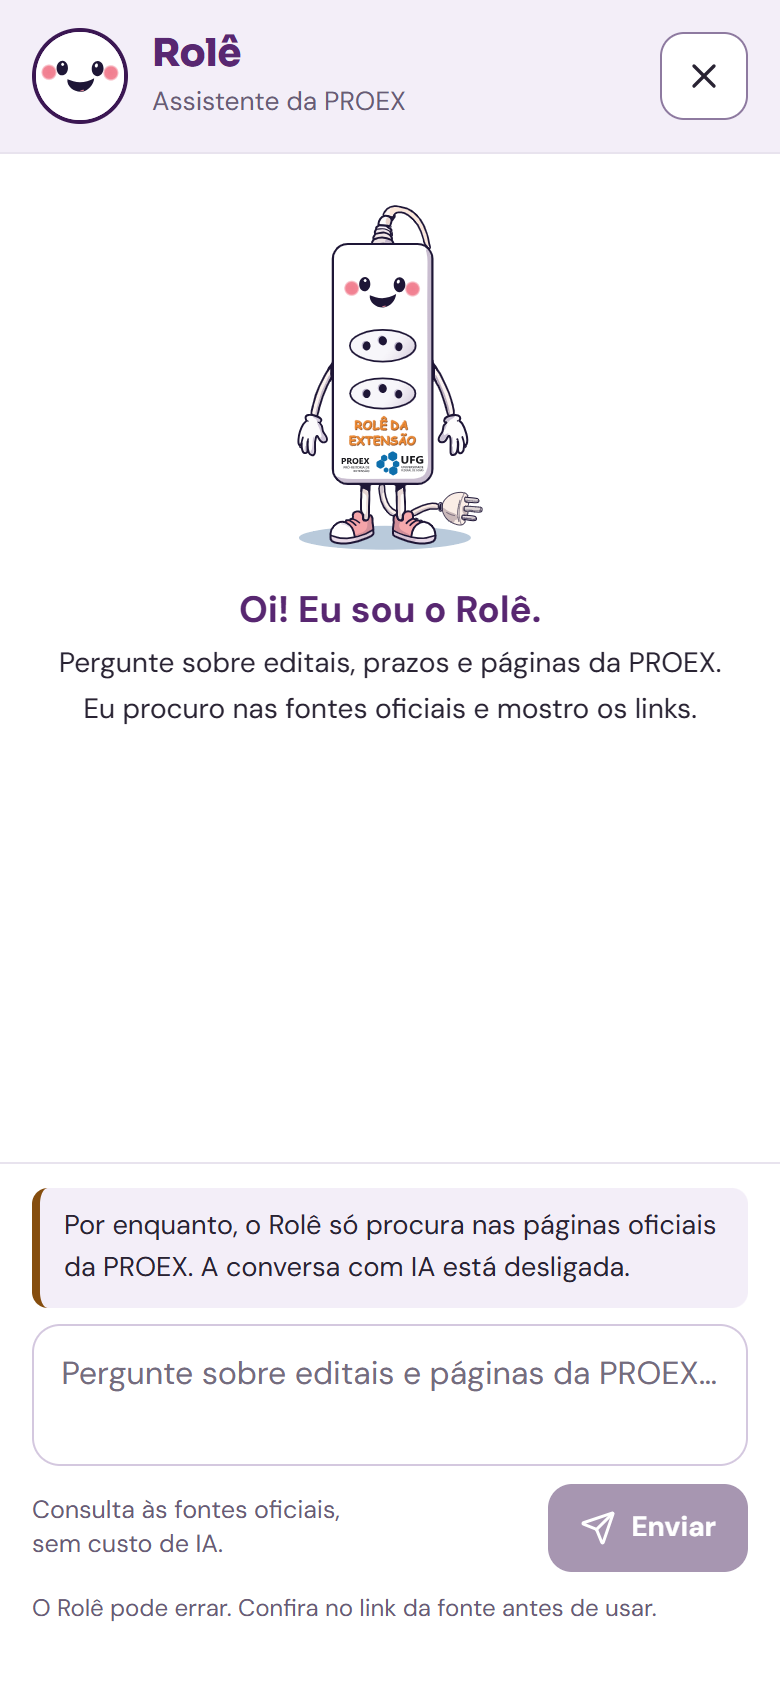 Rolê
Assistente da PROEX
ROLÊ DA
EXTENSÃO
PROEX
UFG
Oi! Eu sou o Rolê.
Pergunte sobre editais, prazos e páginas da PROEX.
Eu procuro nas fontes oficiais e mostro os links.
Por enquanto, o Rolê só procura nas páginas oficiais
da PROEX. A conversa com IA está desligada.
Pergunte sobre editais e páginas da PROEX...
Consulta às fontes oficiais,
sem custo de IA.
Enviar
O Rolê pode errar. Confira no link da fonte antes de usar.